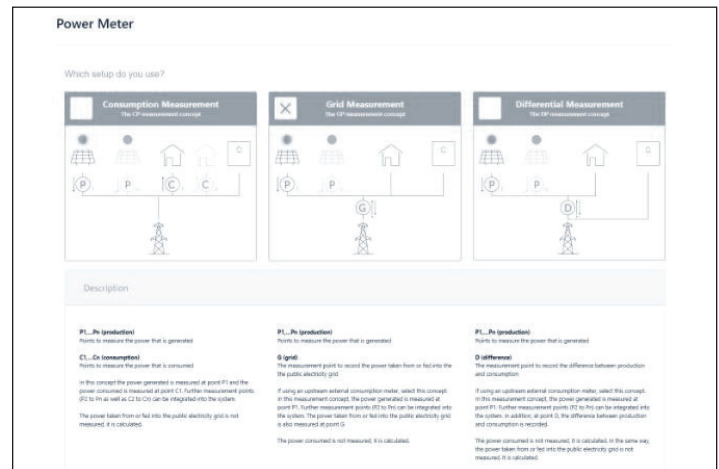 Power Meter
Which setup do you use?
Consumption Measurement
The CP measurement concept
Grid Measurement
The GP measurement concept
Differential Measurement
The DP measurement concept
P
P
C
C
P
P
G
P
P
D
Description
P1,...Pn (production)
Points to measure the power that is generated
C1,...Cn (consumption)
Points to measure the power that is consumed
In this concept the power generated is measured at point P1 and the
power consumed is measured at point C1. Further measurement points
(P2 to Pn as well as C2 to Cn) can be integrated into the system.
The power taken from or fed into the public electricity grid is not
measured, it is calculated.
P1,...Pn (production)
Points to measure the power that is generated
G (grid)
The measurement point to record the power taken from or fed into the
the public electricity grid
If using an upstream external consumption meter, select this concept.
In this measurement concept, the power generated is measured at
point P1. Further measurement points (P2 to Pn) can be integrated into
the system. The power taken from or fed into the public electricity grid
is also measured at point G.
The power consumed is not measured, it is calculated.
P1,...Pn (production)
Points to measure the power that is generated
D (difference)
The measurement point to record the difference between production
and consumption
If using an upstream external consumption meter, select this concept.
In this measurement concept, the power generated is measured at
point P1. Further measurement points (P2 to Pn) can be integrated into
the system. In addition, at point D, the difference between production
and consumption is recorded.
The power consumed is not measured, it is calculated. In the same way,
the power taken from or fed into the public electricity grid is not
measured. It is calculated.